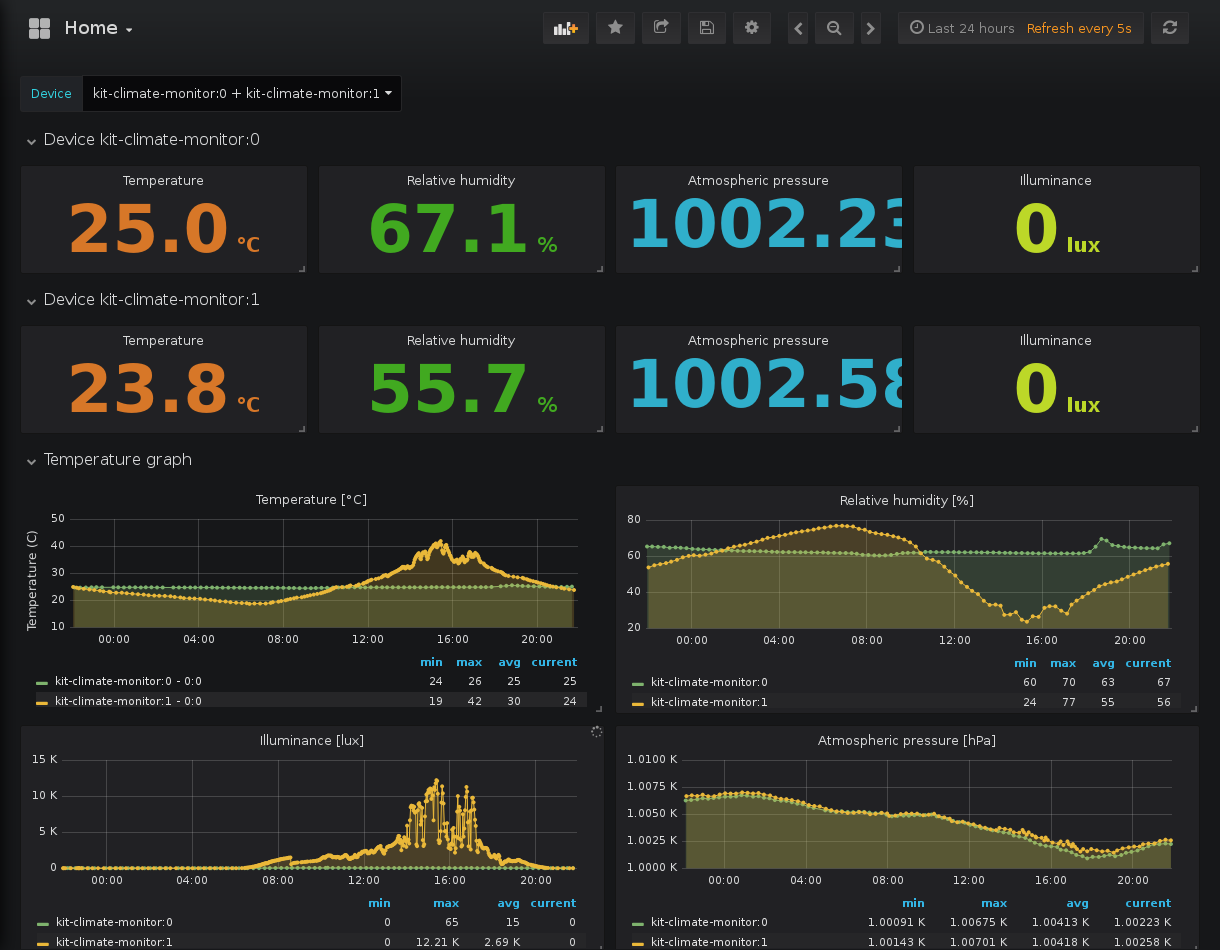 Home
Last 24 hours Refresh every 5s
Device kit-climate-monitor:0 + kit-climate-monitor:1
Device kit-climate-monitor:0
Temperature Relative humidity Atmospheric pressure Illuminance
25.0 °C 67.1 % 1002.23 0 lux
Device kit-climate-monitor:1
Temperature Relative humidity Atmospheric pressure Illuminance
23.8 °C 55.7 % 1002.58 0 lux
Temperature graph
Temperature [°C]
Temperature (C)
50
40
30
20
10
00:00 04:00 08:00 12:00 16:00 20:00
min max avg current
kit-climate-monitor:0 - 0:0 24 26 25 25
kit-climate-monitor:1 - 0:0 19 42 30 24
Relative humidity [%]
80
60
40
20
00:00 04:00 08:00 12:00 16:00 20:00
min max avg current
kit-climate-monitor:0 60 70 63 67
kit-climate-monitor:1 24 77 55 56
Illuminance [lux]
15 K
10 K
5 K
0
00:00 04:00 08:00 12:00 16:00 20:00
min max avg current
kit-climate-monitor:0 0 65 15 0
kit-climate-monitor:1 0 12.21 K 2.69 K 0
Atmospheric pressure [hPa]
1.0100 K
1.0075 K
1.0050 K
1.0025 K
1.0000 K
00:00 04:00 08:00 12:00 16:00 20:00
min max avg current
kit-climate-monitor:0 1.00091 K 1.00675 K 1.00413 K 1.00223 K
kit-climate-monitor:1 1.00143 K 1.00701 K 1.00418 K 1.00258 K